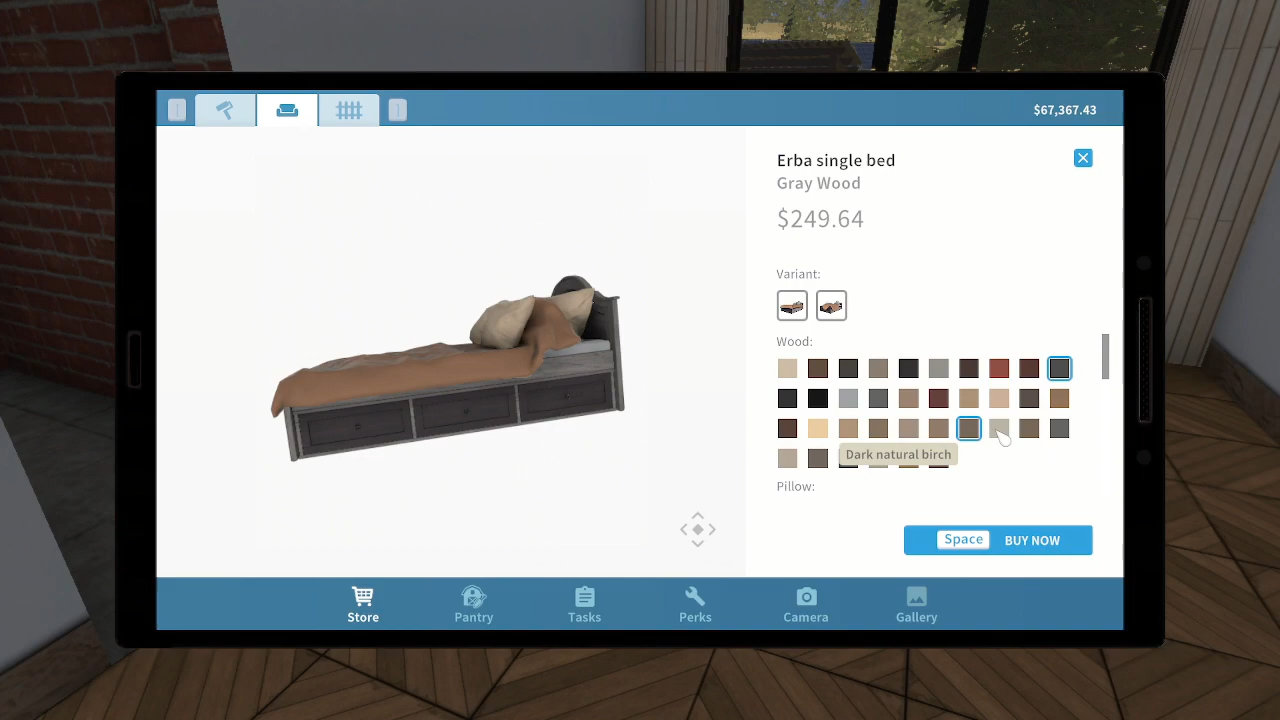 $67,367.43
Erba single bed
Gray Wood
$249.64
Variant:
Wood:
Dark natural birch
Pillow:
Space BUY NOW
Store Pantry Tasks Perks Camera Gallery